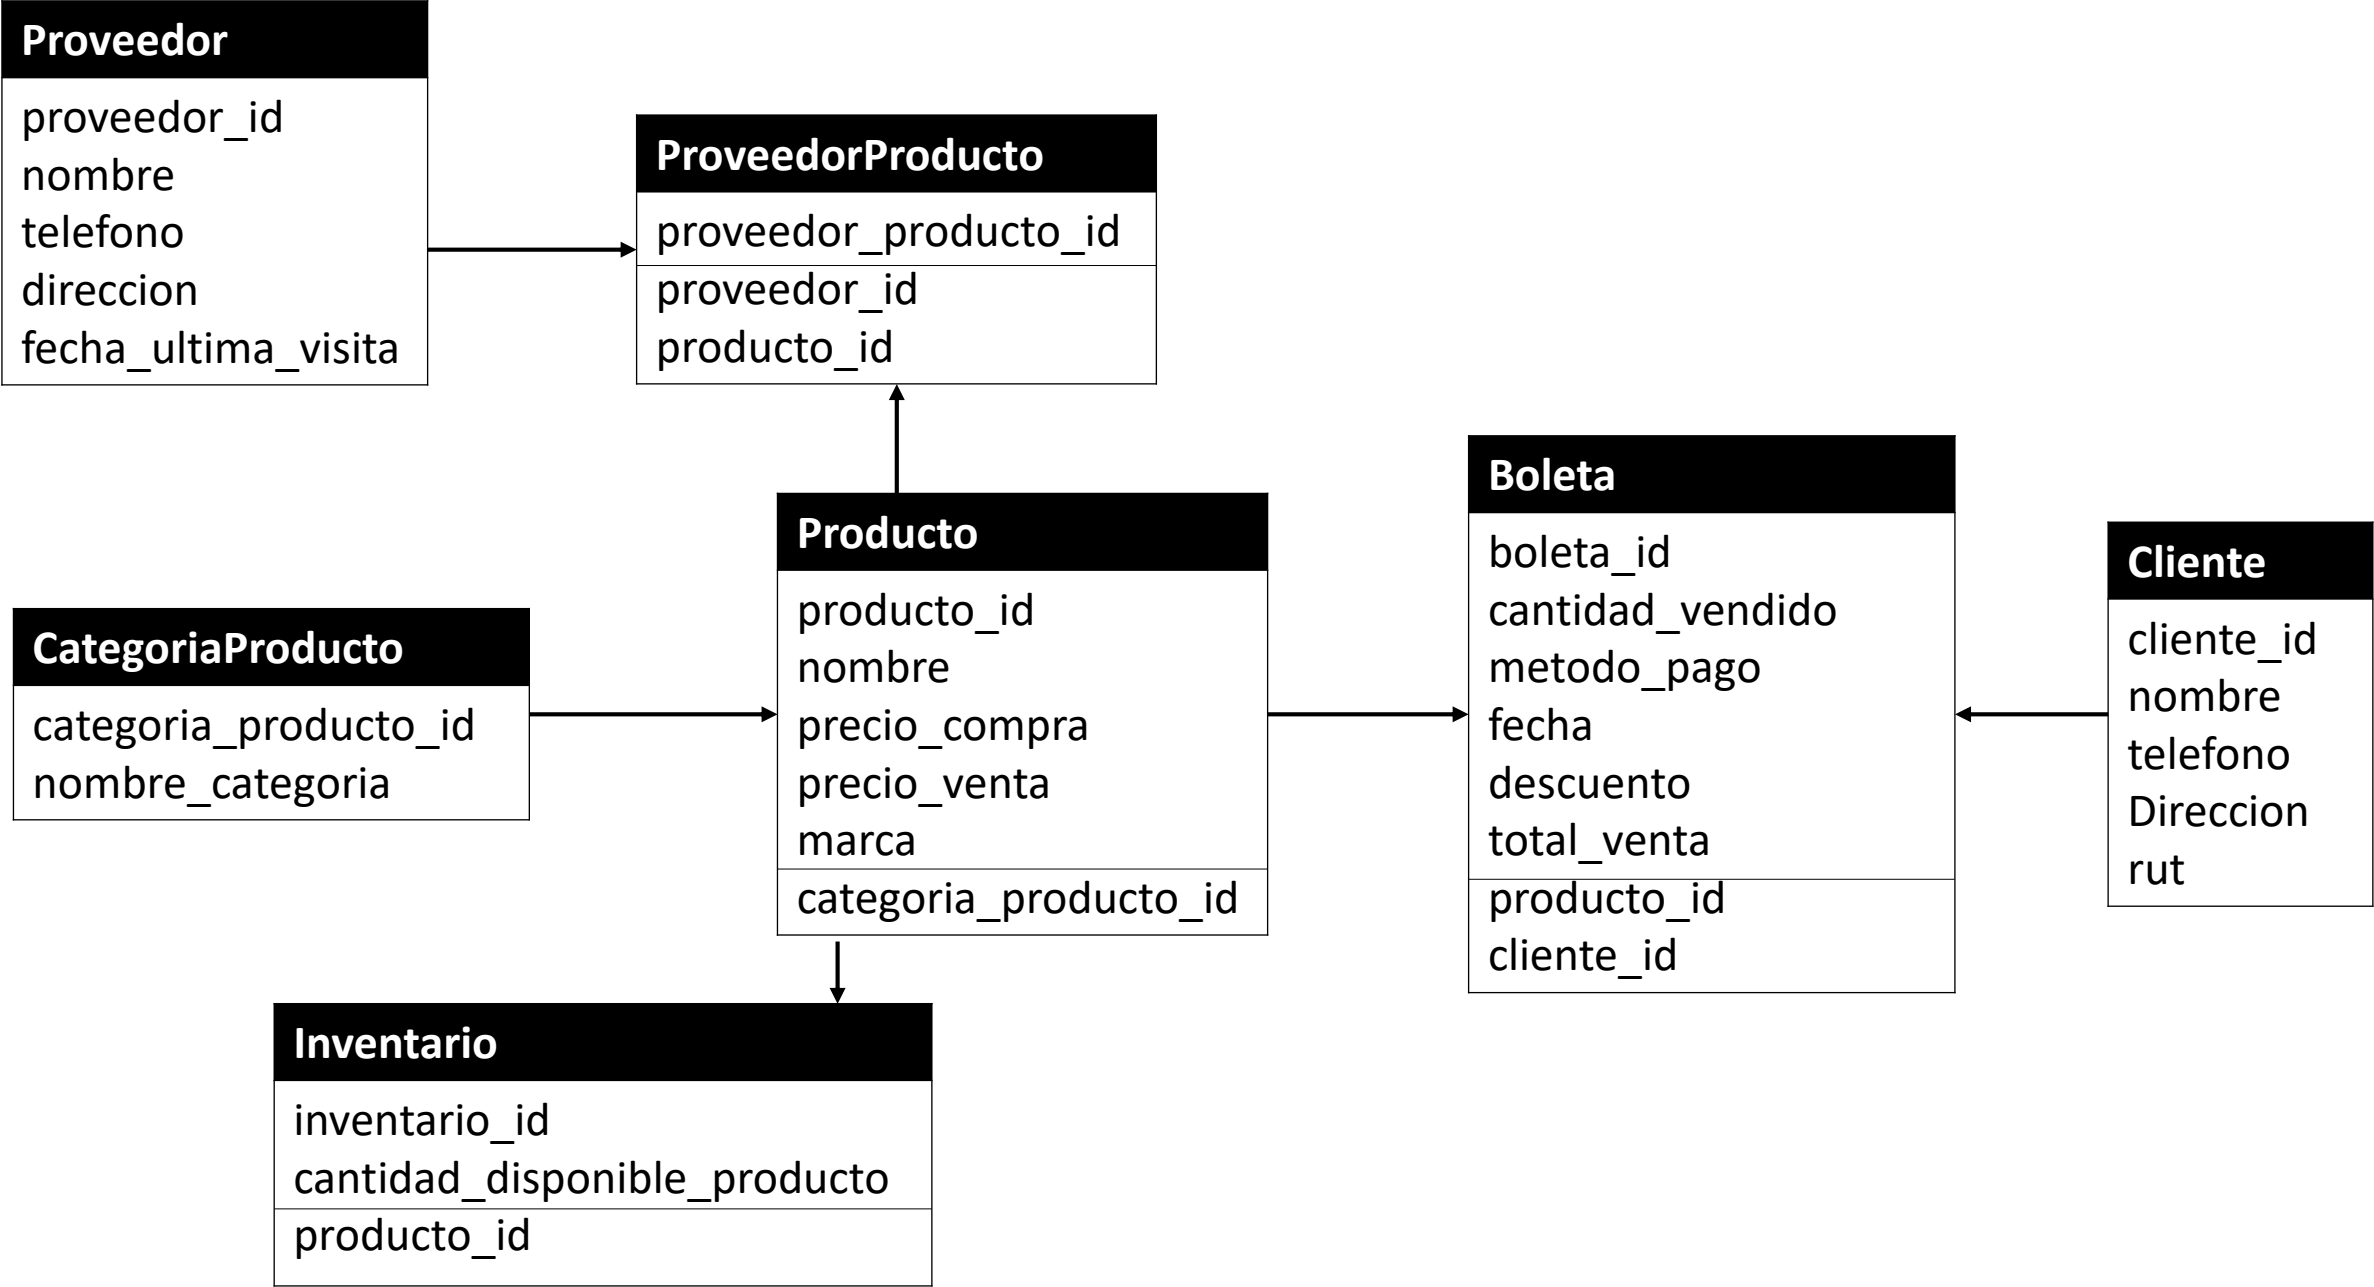 Proveedor
proveedor_id
nombre
telefono
direccion
fecha_ultima_visita
ProveedorProducto
proveedor_producto_id
proveedor_id
producto_id
CategoriaProducto
categoria_producto_id
nombre_categoria
Producto
producto_id
nombre
precio_compra
precio_venta
marca
categoria_producto_id
Boleta
boleta_id
cantidad_vendido
metodo_pago
fecha
descuento
total_venta
producto_id
cliente_id
Cliente
cliente_id
nombre
telefono
Direccion
rut
Inventario
inventario_id
cantidad_disponible_producto
producto_id